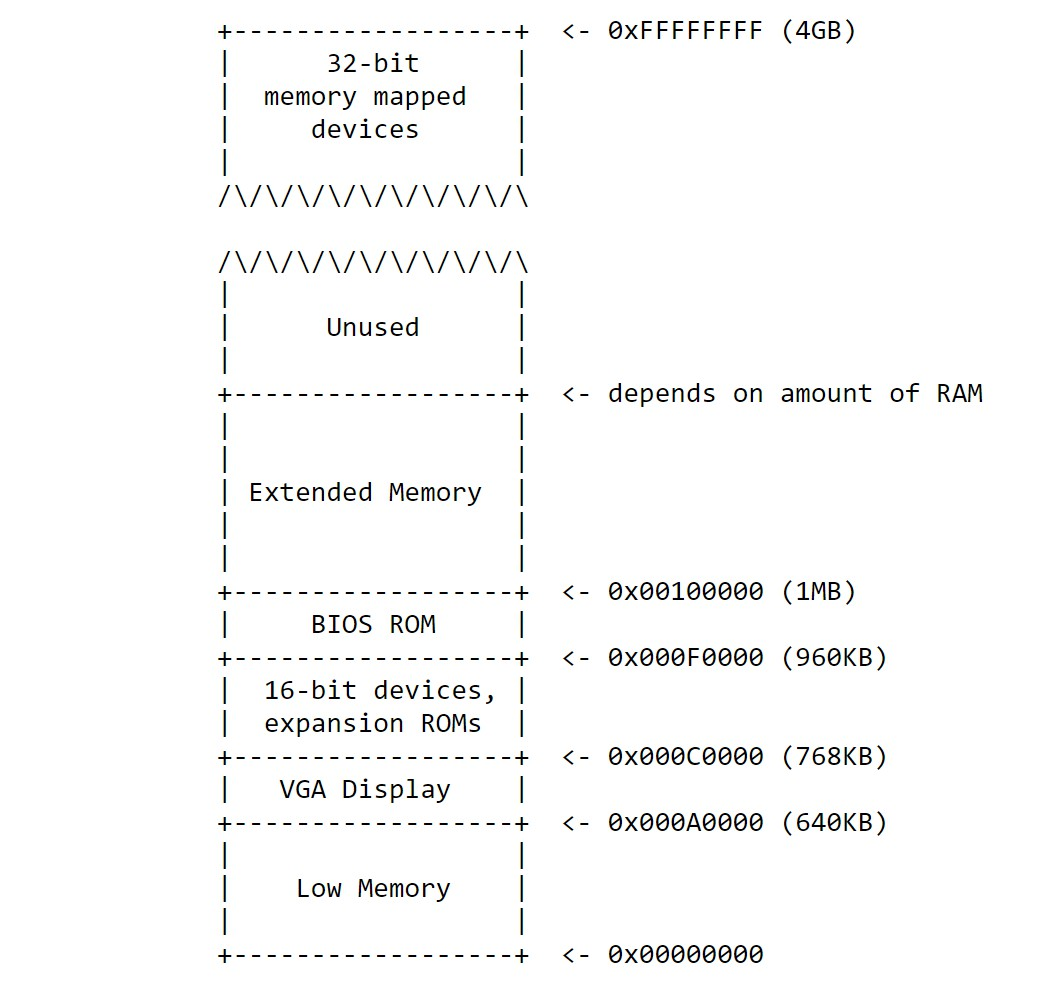 +------------------+  <- 0xFFFFFFFF (4GB)
|      32-bit      |
|  memory mapped   |
|     devices      |
|                  |
/\/\/\/\/\/\/\/\/\/\

/\/\/\/\/\/\/\/\/\/\
|                  |
|      Unused      |
|                  |
+------------------+  <- depends on amount of RAM
|                  |
|                  |
| Extended Memory  |
|                  |
|                  |
+------------------+  <- 0x00100000 (1MB)
|     BIOS ROM     |
+------------------+  <- 0x000F0000 (960KB)
|  16-bit devices, |
|  expansion ROMs  |
+------------------+  <- 0x000C0000 (768KB)
|   VGA Display    |
+------------------+  <- 0x000A0000 (640KB)
|                  |
|    Low Memory    |
|                  |
+------------------+  <- 0x00000000